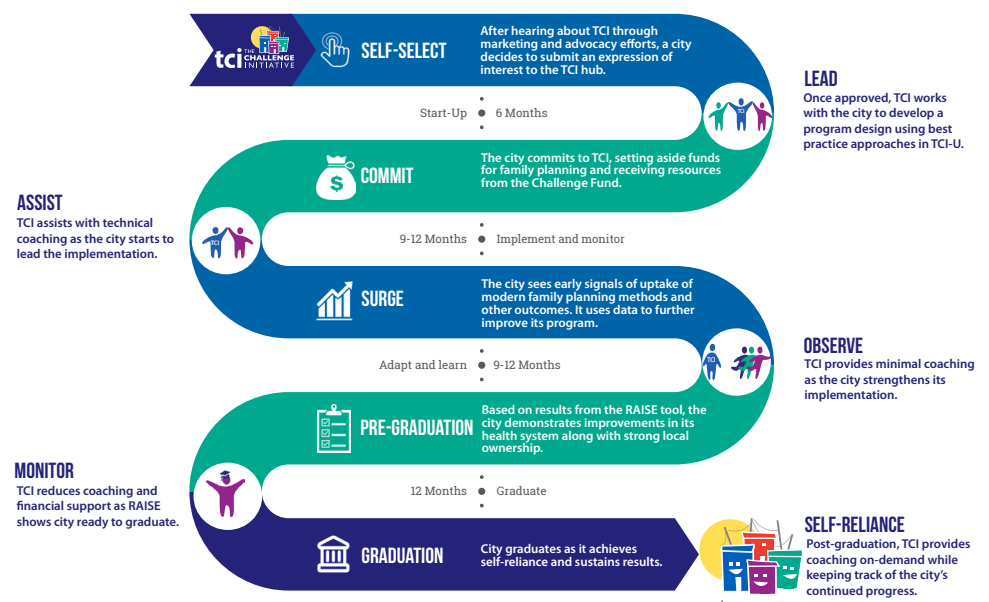 tci THE CHALLENGE INITIATIVE
SELF-SELECT
After hearing about TCI through
marketing and advocacy efforts, a city
decides to submit an expression of
interest to the TCI hub.
LEAD
Once approved, TCI works
with the city to develop a
program design using best
practice approaches in TCI-U.
TCI
Start-Up
6 Months
COMMIT
The city commits to TCI, setting aside funds
for family planning and receiving resources
from the Challenge Fund.
$
ASSIST
TCI assists with technical
coaching as the city starts to
lead the implementation.
TCI
9-12 Months
Implement and monitor
SURGE
The city sees early signals of uptake of
modern family planning methods and
other outcomes. It uses data to further
improve its program.
OBSERVE
TCI provides minimal coaching
as the city strengthens its
implementation.
TCI
Adapt and learn
9-12 Months
PRE-GRADUATION
Based on results from the RAISE tool, the
city demonstrates improvements in its
health system along with strong local
ownership.
MONITOR
TCI reduces coaching and
financial support as RAISE
shows city ready to graduate.
12 Months
Graduate
GRADUATION
City graduates as it achieves
self-reliance and sustains results.
SELF-RELIANCE
Post-graduation, TCI provides
coaching on-demand while
keeping track of the city's
continued progress.